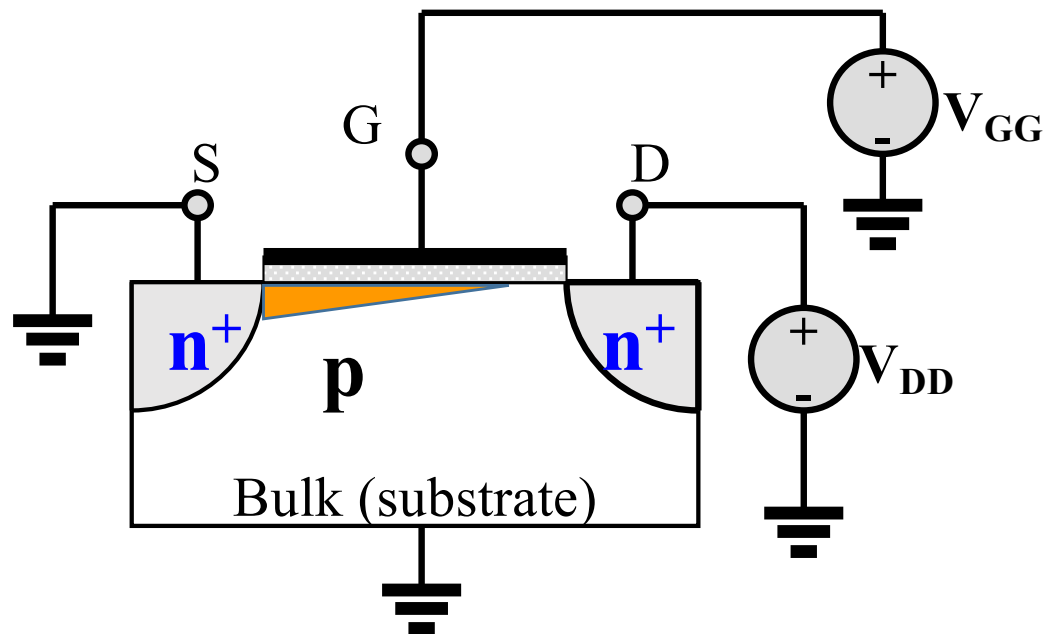 G
+
V_GG
-
S
D
n⁺
p
n⁺
+
V_DD
-
Bulk (substrate)